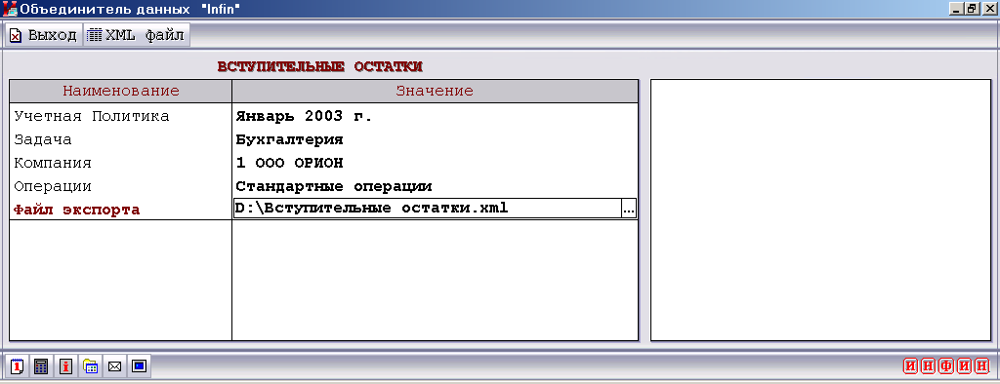 Объединитель данных "Infin"
Выход XML файл
ВСТУПИТЕЛЬНЫЕ ОСТАТКИ
Наименование Значение
Учетная Политика Январь 2003 г.
Задача Бухгалтерия
Компания 1 ООО ОРИОН
Операции Стандартные операции
Файл экспорта D:\Вступительные остатки.xml ...
ИНФИН